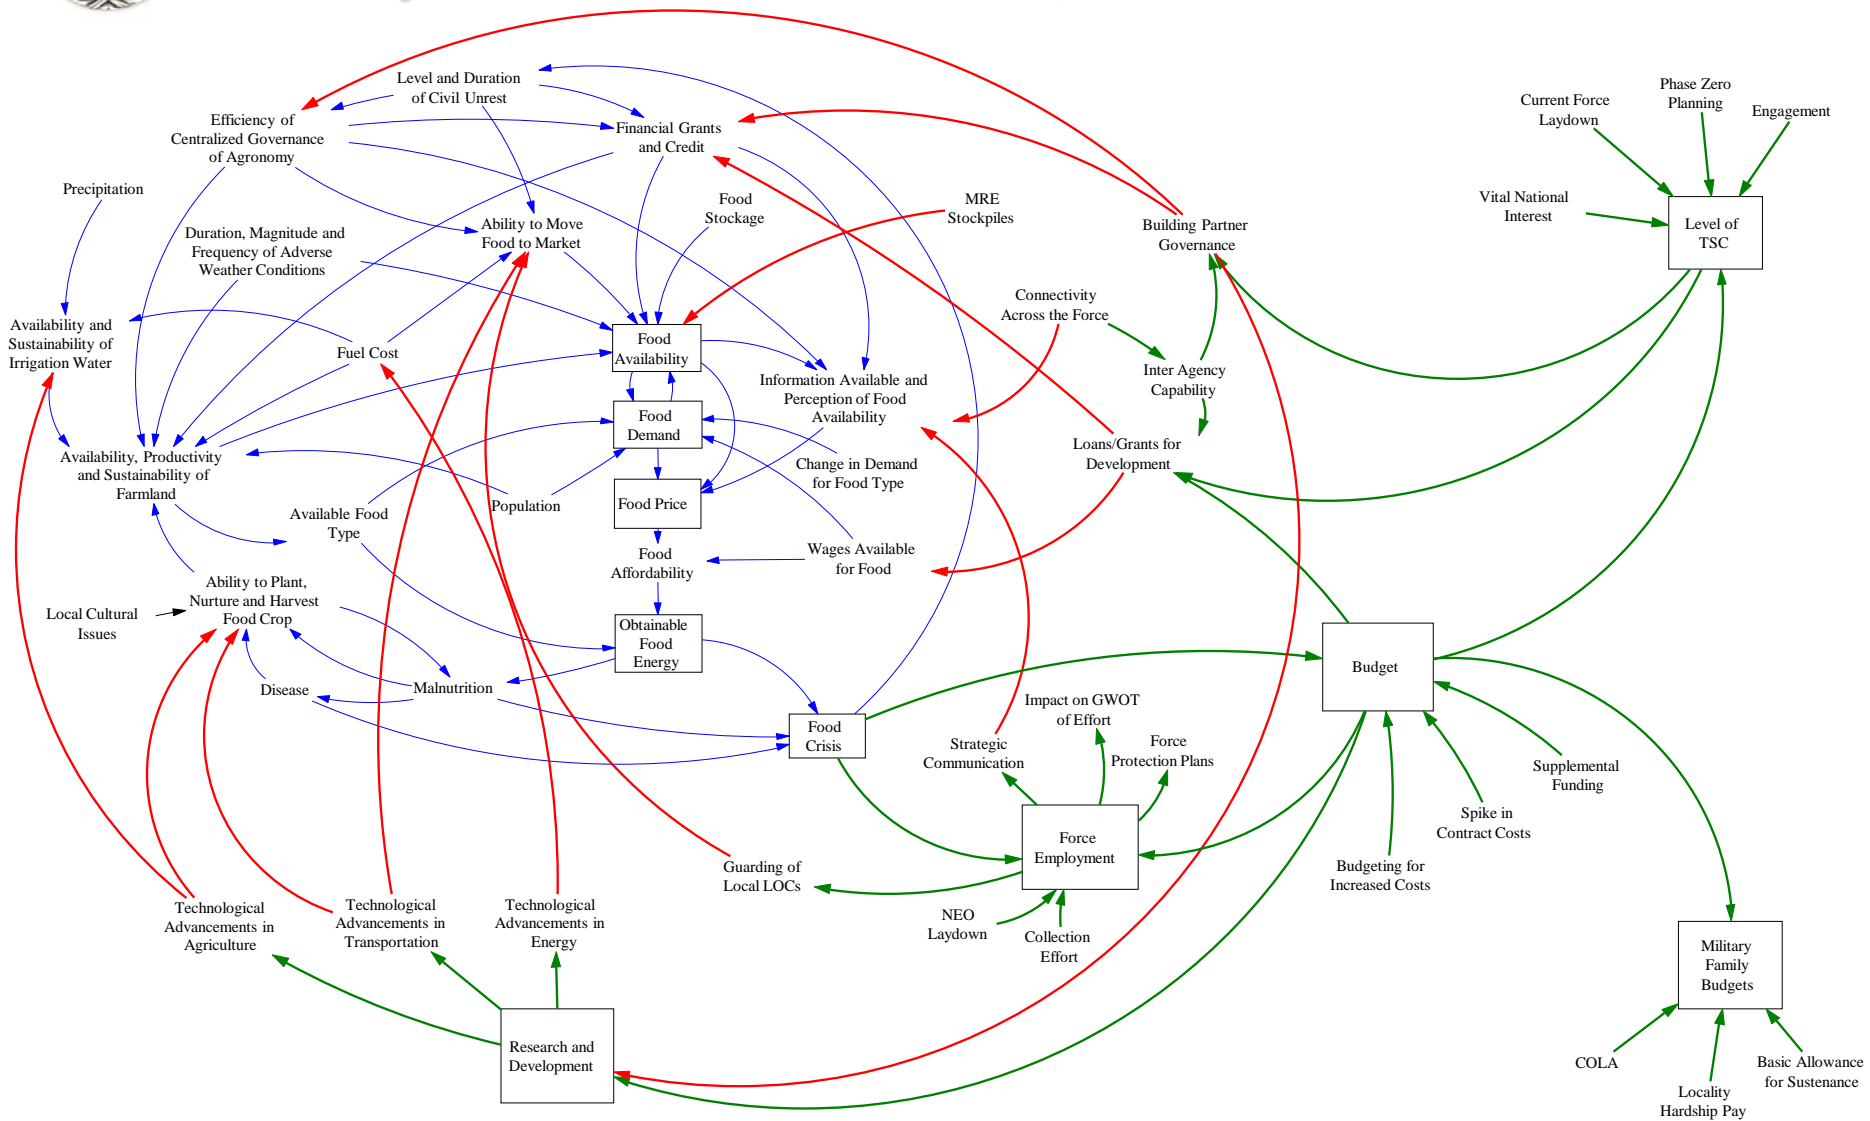 Level and Duration
of Civil Unrest
Efficiency of
Centralized Governance
of Agronomy
Financial Grants
and Credit
Precipitation
Food
Stockage
MRE
Stockpiles
Duration, Magnitude and
Frequency of Adverse
Weather Conditions
Ability to Move
Food to Market
Building Partner
Governance
Current Force
Laydown
Phase Zero
Planning
Engagement
Vital National
Interest
Level of
TSC
Availability and
Sustainability of
Irrigation Water
Fuel Cost
Food
Availability
Connectivity
Across the Force
Inter Agency
Capability
Information Available and
Perception of Food
Availability
Food
Demand
Availability, Productivity
and Sustainability of
Farmland
Change in Demand
for Food Type
Loans/Grants for
Development
Population
Food Price
Available Food
Type
Food
Affordability
Wages Available
for Food
Ability to Plant,
Nurture and Harvest
Food Crop
Local Cultural
Issues
Obtainable
Food
Energy
Disease
Malnutrition
Food
Crisis
Budget
Impact on GWOT
of Effort
Strategic
Communication
Force
Protection Plans
Supplemental
Funding
Spike in
Contract Costs
Budgeting for
Increased Costs
Force
Employment
Guarding of
Local LOCs
NEO
Laydown
Collection
Effort
Technological
Advancements in
Agriculture
Technological
Advancements in
Transportation
Technological
Advancements in
Energy
Military
Family
Budgets
Research and
Development
COLA
Locality
Hardship Pay
Basic Allowance
for Sustenance